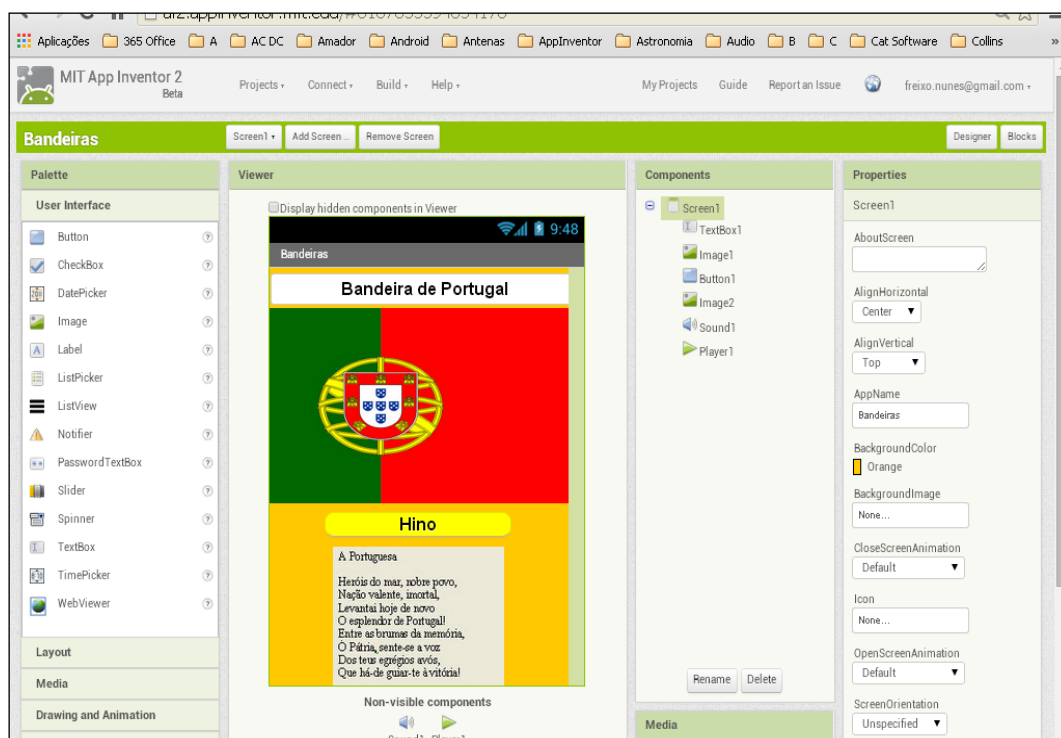 Aplicações 365 Office A AC DC Amador Android Antenas AppInventor Astronomia Audio B C Cat Software Collins »
MIT App Inventor 2
Beta
Projects Connect Build Help
My Projects Guide Report an Issue freixo.nunes@gmail.com
Bandeiras
Screen1 Add Screen ... Remove Screen
Designer Blocks
Palette
User Interface
Button
CheckBox
DatePicker
Image
Label
ListPicker
ListView
Notifier
PasswordTextBox
Slider
Spinner
TextBox
TimePicker
WebViewer
Layout
Media
Drawing and Animation
Viewer
Display hidden components in Viewer
9:48
Bandeiras
Bandeira de Portugal
Hino
A Portuguesa
Heróis do mar, nobre povo,
Nação valente, imortal,
Levantai hoje de novo
O esplendor de Portugal!
Entre as brumas da memória,
Ó Pátria, sente-se a voz
Dos teus egrégios avós,
Que há-de guiar-te à vitória!
Non-visible components
Sound1 Player1
Components
Screen1
TextBox1
Image1
Button1
Image2
Sound1
Player1
Rename Delete
Media
Properties
Screen1
AboutScreen
AlignHorizontal
Center
AlignVertical
Top
AppName
Bandeiras
BackgroundColor
Orange
BackgroundImage
None...
CloseScreenAnimation
Default
Icon
None...
OpenScreenAnimation
Default
ScreenOrientation
Unspecified